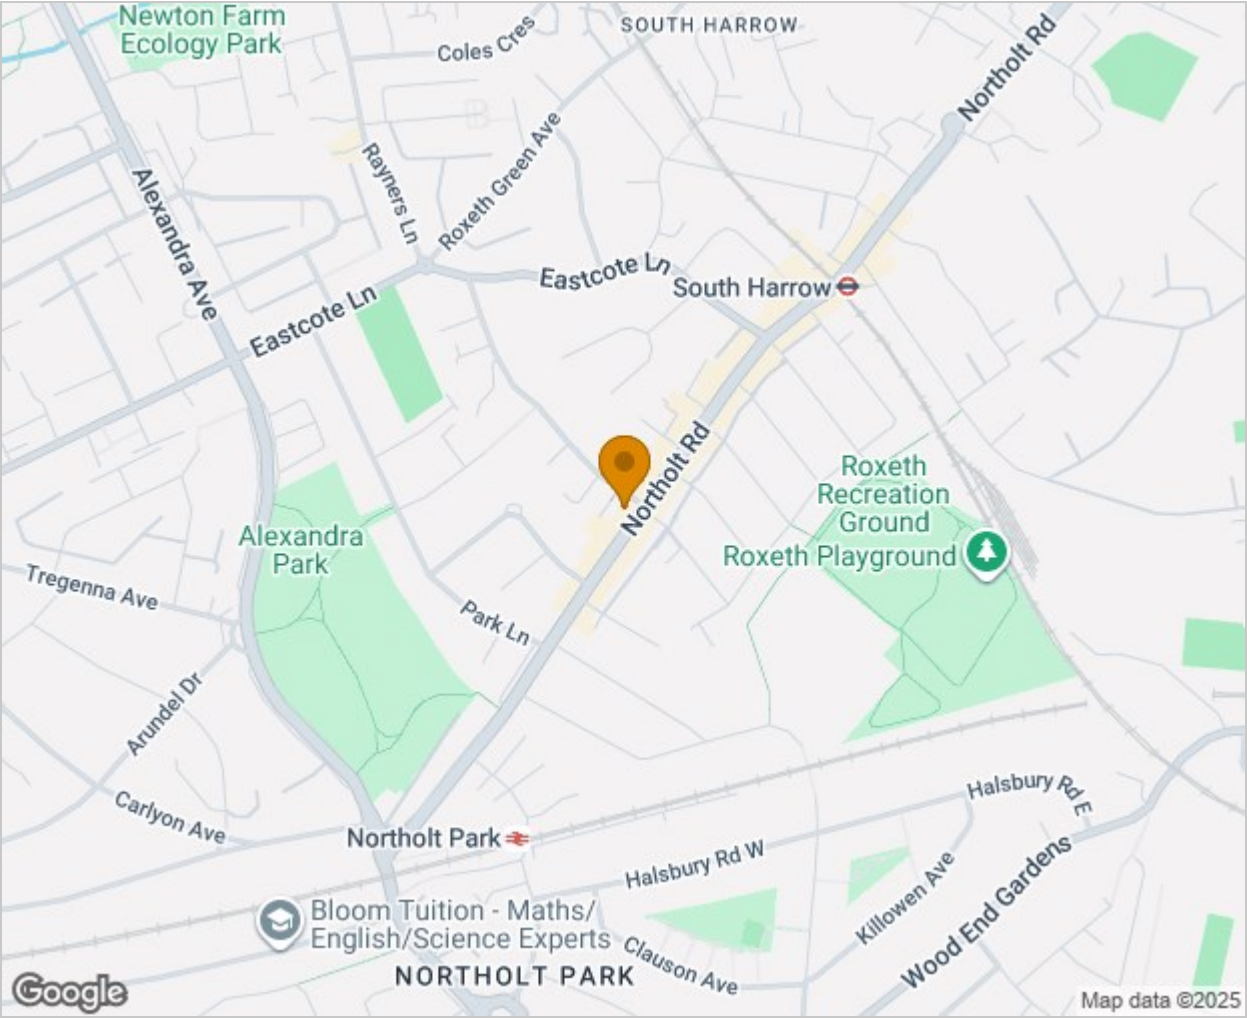 Newton Farm
Ecology Park
Coles Cres
SOUTH HARROW
Northolt Rd
Rayners Ln
Roxeth Green Ave
Alexandra Ave
Eastcote Ln
South Harrow
Eastcote Ln
Northolt Rd
Roxeth
Recreation
Ground
Roxeth Playground
Alexandra
Park
Tregenna Ave
Park Ln
Arundel Dr
Carlyon Ave
Northolt Park
Halsbury Rd E
Halsbury Rd W
Killowen Ave
Wood End Gardens
Bloom Tuition - Maths/
English/Science Experts
Clauson Ave
NORTHOLT PARK
Google
Map data ©2025